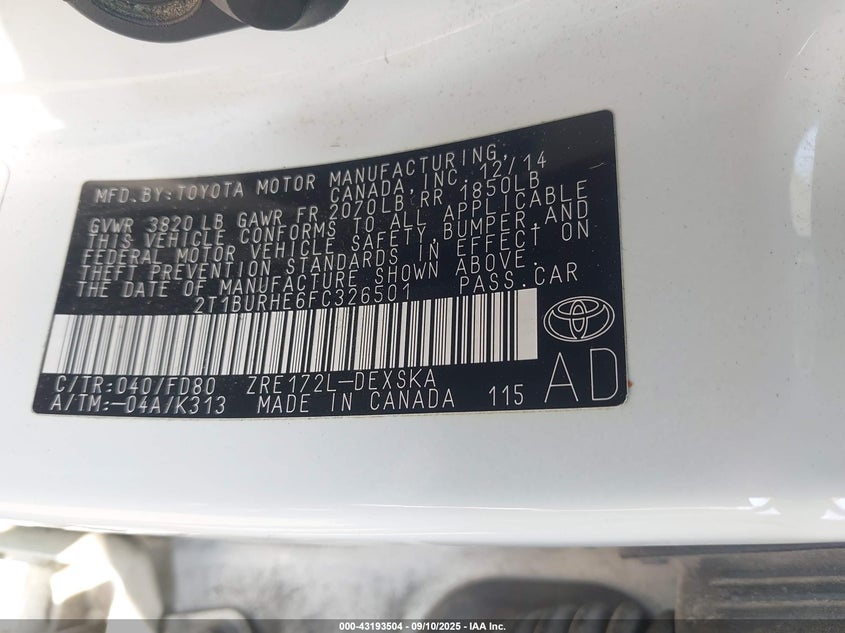 MFD. BY: TOYOTA MOTOR MANUFACTURING,
CANADA, INC. 12/14
GVWR 3820 LB GAWR FR 2070LB RR 1850LB
THIS VEHICLE CONFORMS TO ALL APPLICABLE
FEDERAL MOTOR VEHICLE SAFETY, BUMPER AND
THEFT PREVENTION STANDARDS IN EFFECT ON
THE DATE OF MANUFACTURE SHOWN ABOVE.
2T1BURHE6FC326501 PASS.CAR
C/TR:040/FD80 ZRE172L-DEXSKA
A/TM:-04A/K313 MADE IN CANADA 115 AD
000-43193504 - 09/10/2025 - IAA Inc.